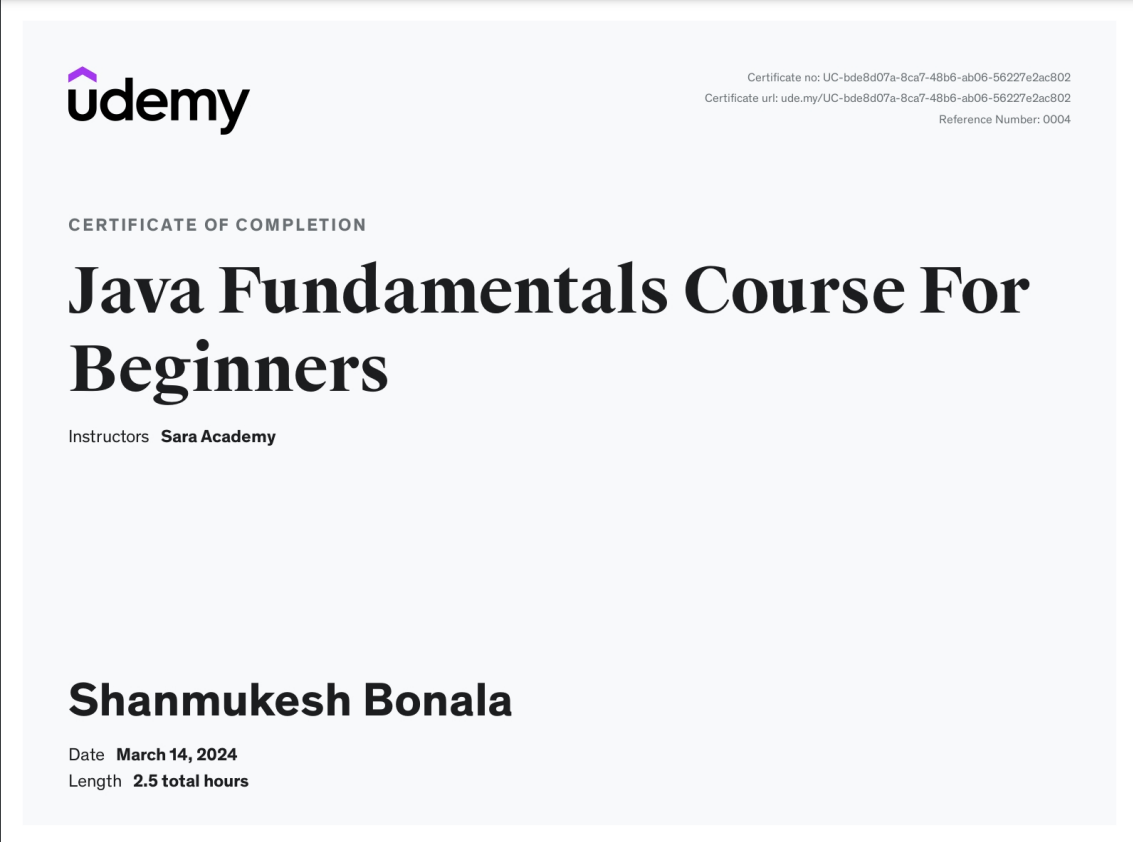 udemy
Certificate no: UC-bde8d07a-8ca7-48b6-ab06-56227e2ac802
Certificate url: ude.my/UC-bde8d07a-8ca7-48b6-ab06-56227e2ac802
Reference Number: 0004
CERTIFICATE OF COMPLETION
Java Fundamentals Course For
Beginners
Instructors Sara Academy
Shanmukesh Bonala
Date March 14, 2024
Length 2.5 total hours